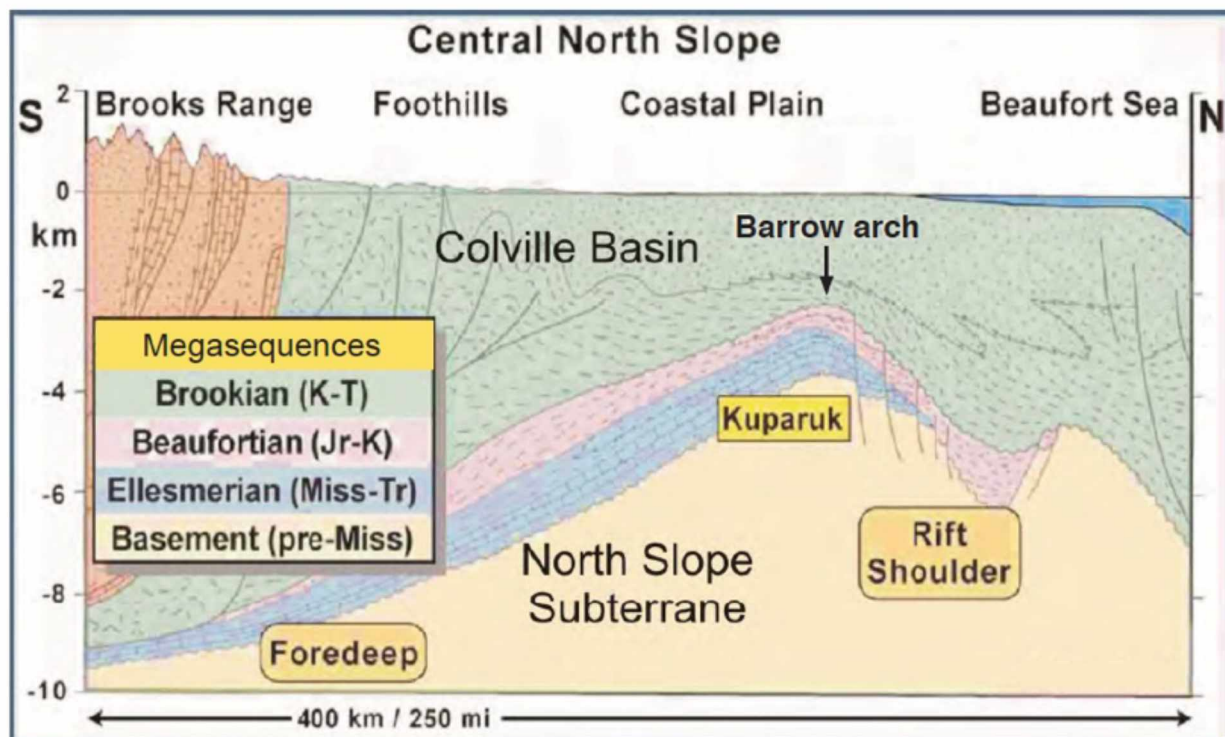 Central North Slope
S
2
Brooks Range
Foothills
Coastal Plain
Beaufort Sea
N
0
km
Colville Basin
Barrow arch
-2
Megasequences
Brookian (K-T)
Beaufortian (Jr-K)
Ellesmerian (Miss-Tr)
Basement (pre-Miss)
-4
Kuparuk
-6
Rift
Shoulder
North Slope
Subterrane
-8
Foredeep
-10
400 km / 250 mi